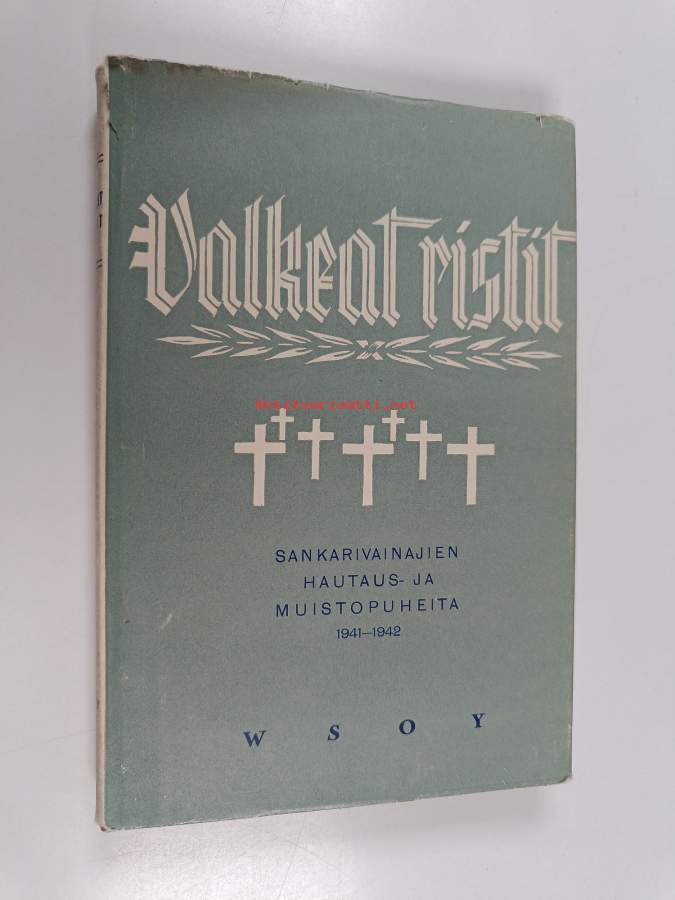 Valkeat ristit
Antikvariaatti.net
SANKARIVAINAJIEN
HAUTAUS- JA
MUISTOPUHEITA
1941—1942
W S O Y